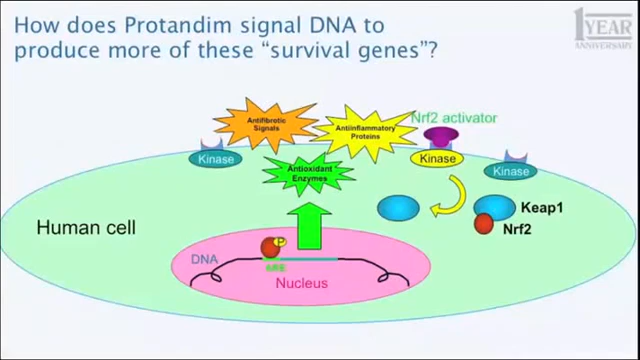 How does Protandim signal DNA to
produce more of these “survival genes”?
1 YEAR
ANNIVERSARY
Antifibrotic
Signals
Antiinflammatory
Proteins
Nrf2 activator
Kinase
Kinase
Kinase
Antioxidant
Enzymes
Keap1
Nrf2
Human cell
P
DNA
ARE
Nucleus